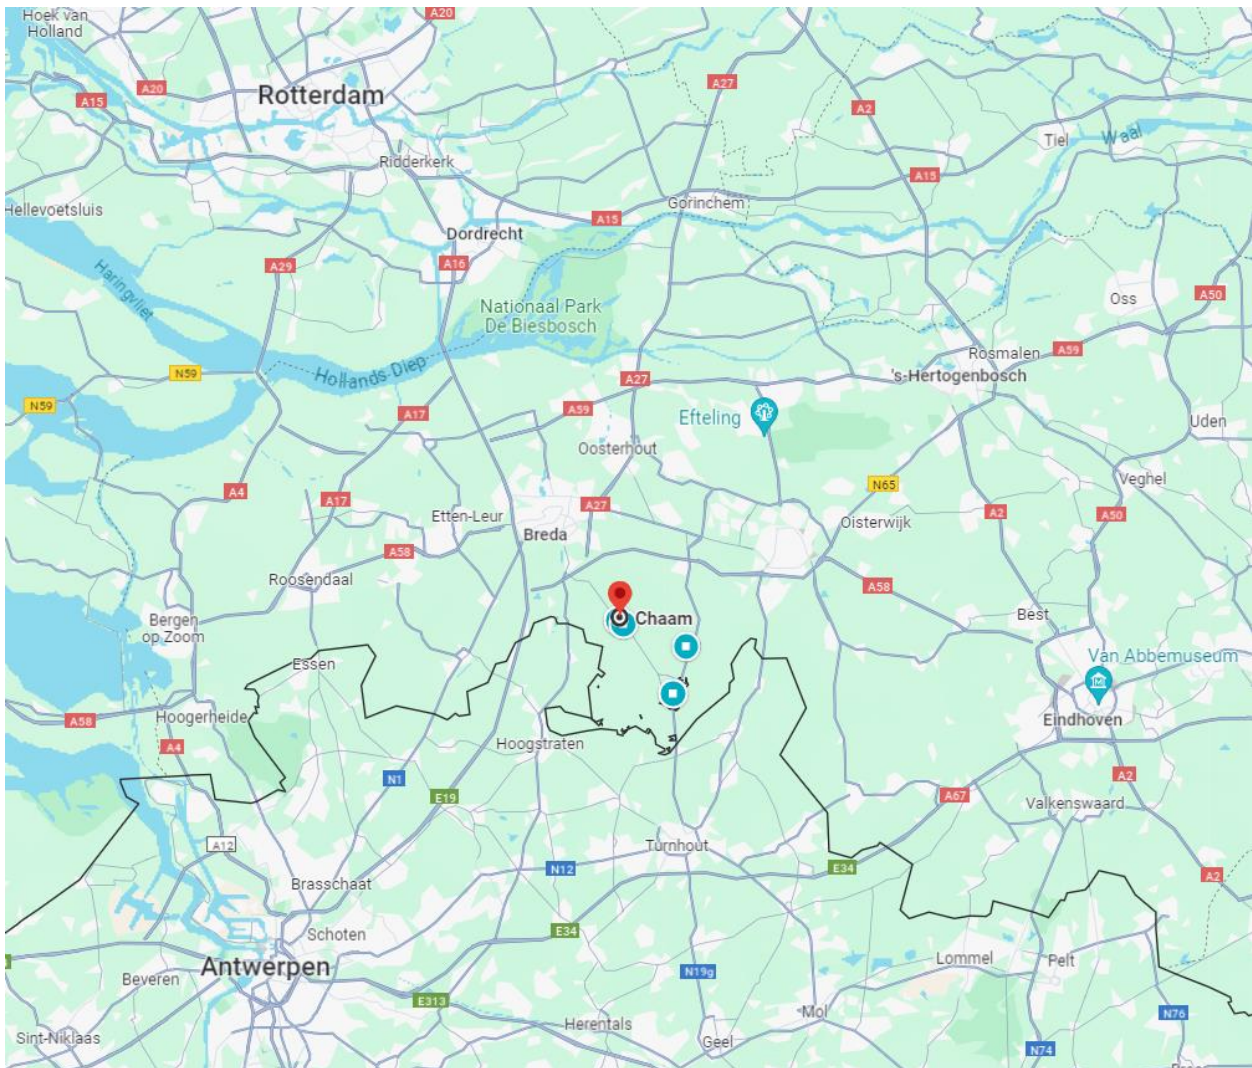 Hoek van
Holland
A20
A20
A15
Rotterdam
A27
A2
Tiel
Waal
Ridderkerk
A15
Hellevoetsluis
Gorinchem
A15
Dordrecht
A29
A16
Haringvliet
Nationaal Park
De Biesbosch
Oss
A50
Hollands Diep
N59
A27
Rosmalen
A59
's-Hertogenbosch
N59
A17
A59
Efteling
Oosterhout
Uden
A4
A17
N65
Veghel
Etten-Leur
A27
Breda
Oisterwijk
A2
A50
A58
Roosendaal
A58
Bergen
op Zoom
Chaam
Best
Essen
Van Abbemuseum
A58
Hoogerheide
A4
Hoogstraten
Eindhoven
N1
E19
A2
A67
Valkenswaard
A12
Turnhout
N12
E34
A2
Brasschaat
Schoten
E34
Antwerpen
Beveren
N19g
Lommel
Pelt
E313
Herentals
Mol
N76
Sint-Niklaas
Geel
N74